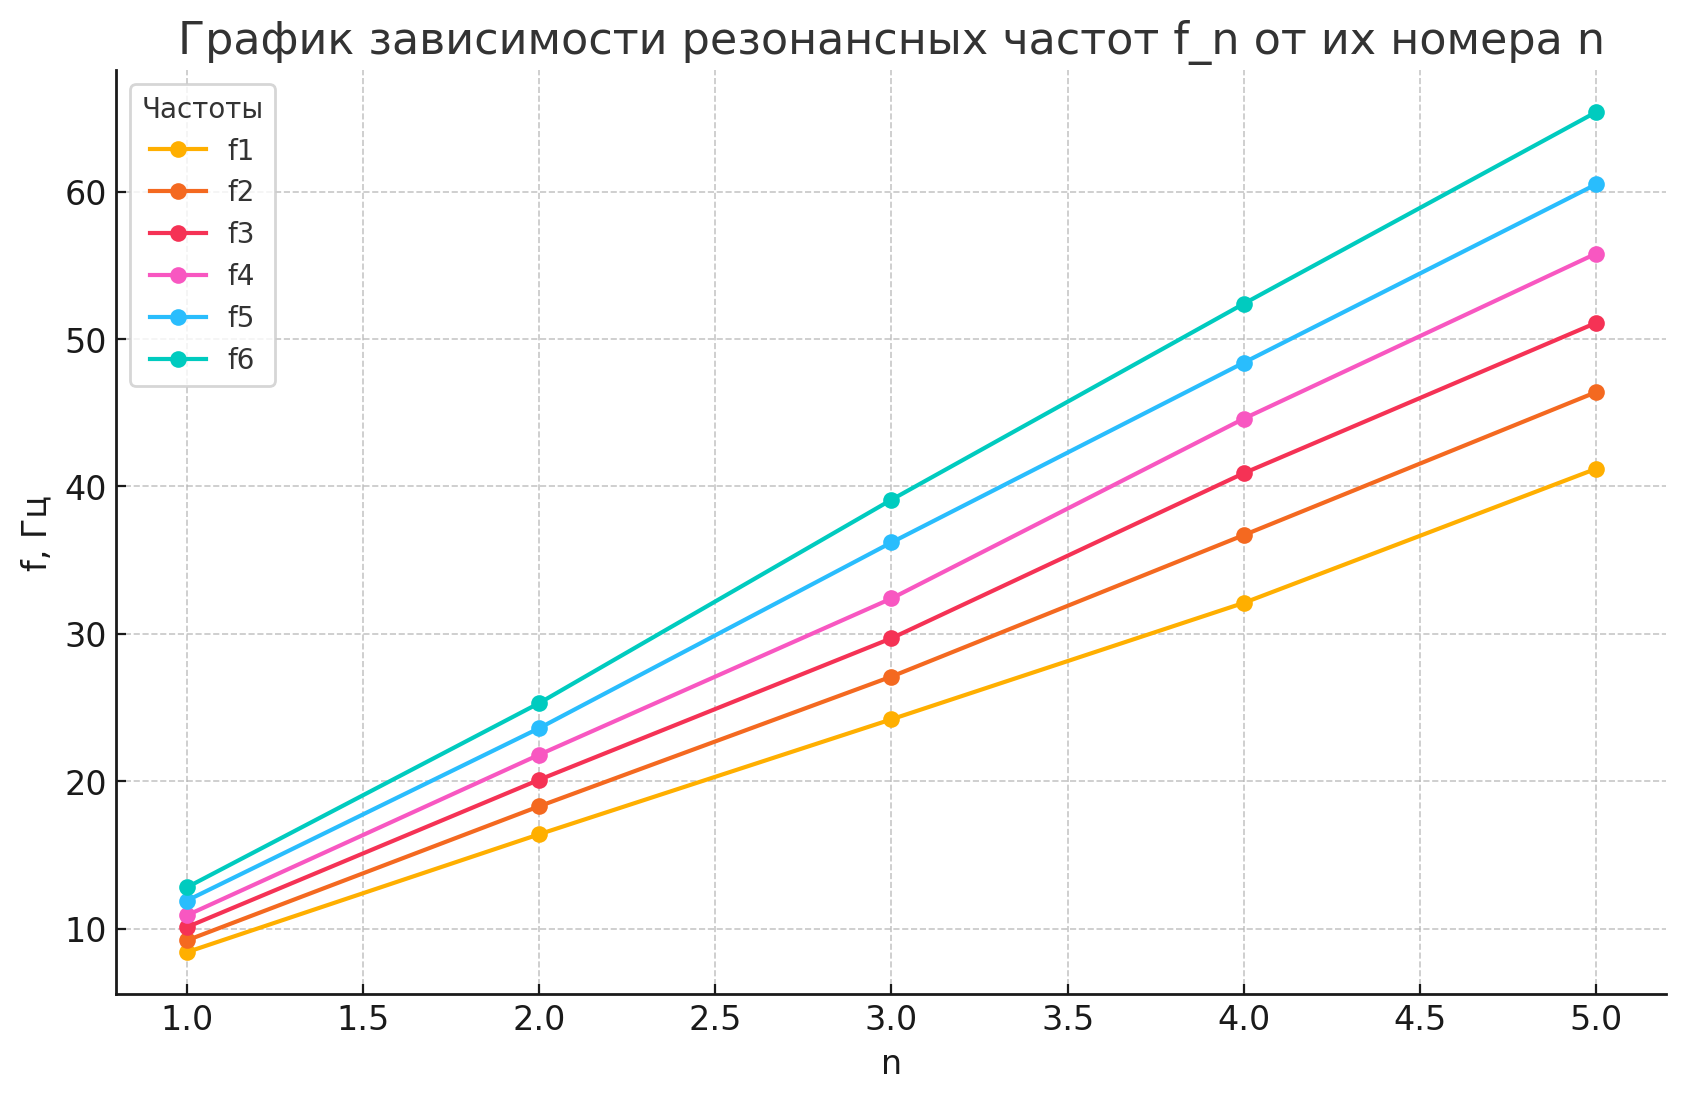 График зависимости резонансных частот f_n от их номера n
Частоты
f1
f2
f3
f4
f5
f6
60
50
40
30
20
10
f, Гц
1.0 1.5 2.0 2.5 3.0 3.5 4.0 4.5 5.0
n